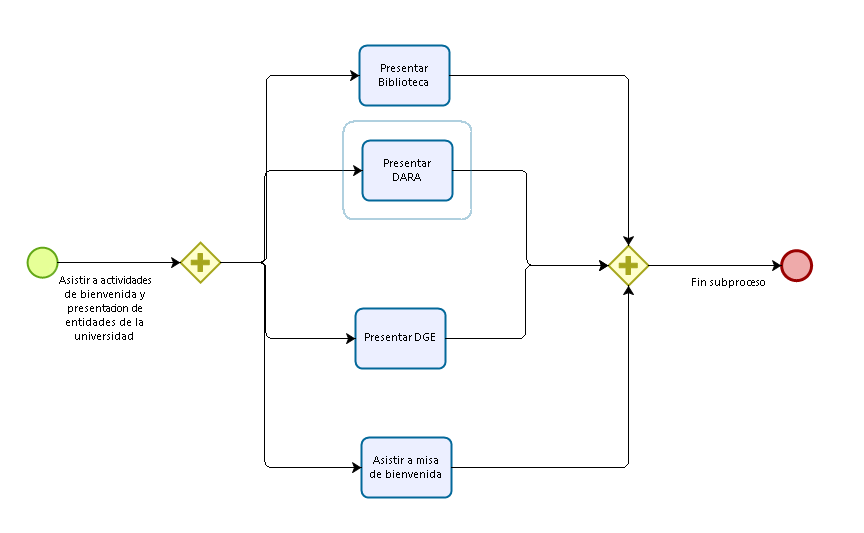 Presentar
Biblioteca
Presentar
DARA
Asistir a actividades
de bienvenida y
presentacion de
entidades de la
universidad
Fin subproceso
Presentar DGE
Asistir a misa
de bienvenida